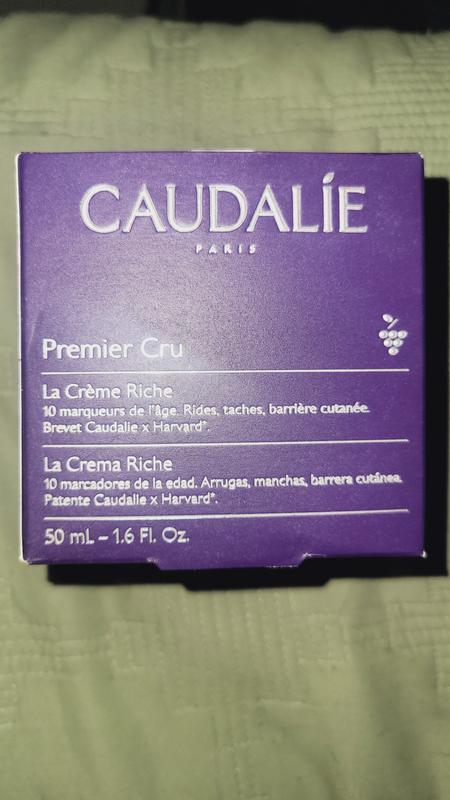 CAUDALÍE
PARIS
Premier Cru
La Crème Riche
10 marqueurs de l'âge. Rides, taches, barrière cutanée.
Brevet Caudalie x Harvard*.
La Crema Riche
10 marcadores de la edad. Arrugas, manchas, barrera cutánea.
Patente Caudalie x Harvard*.
50 mL – 1.6 Fl. Oz.